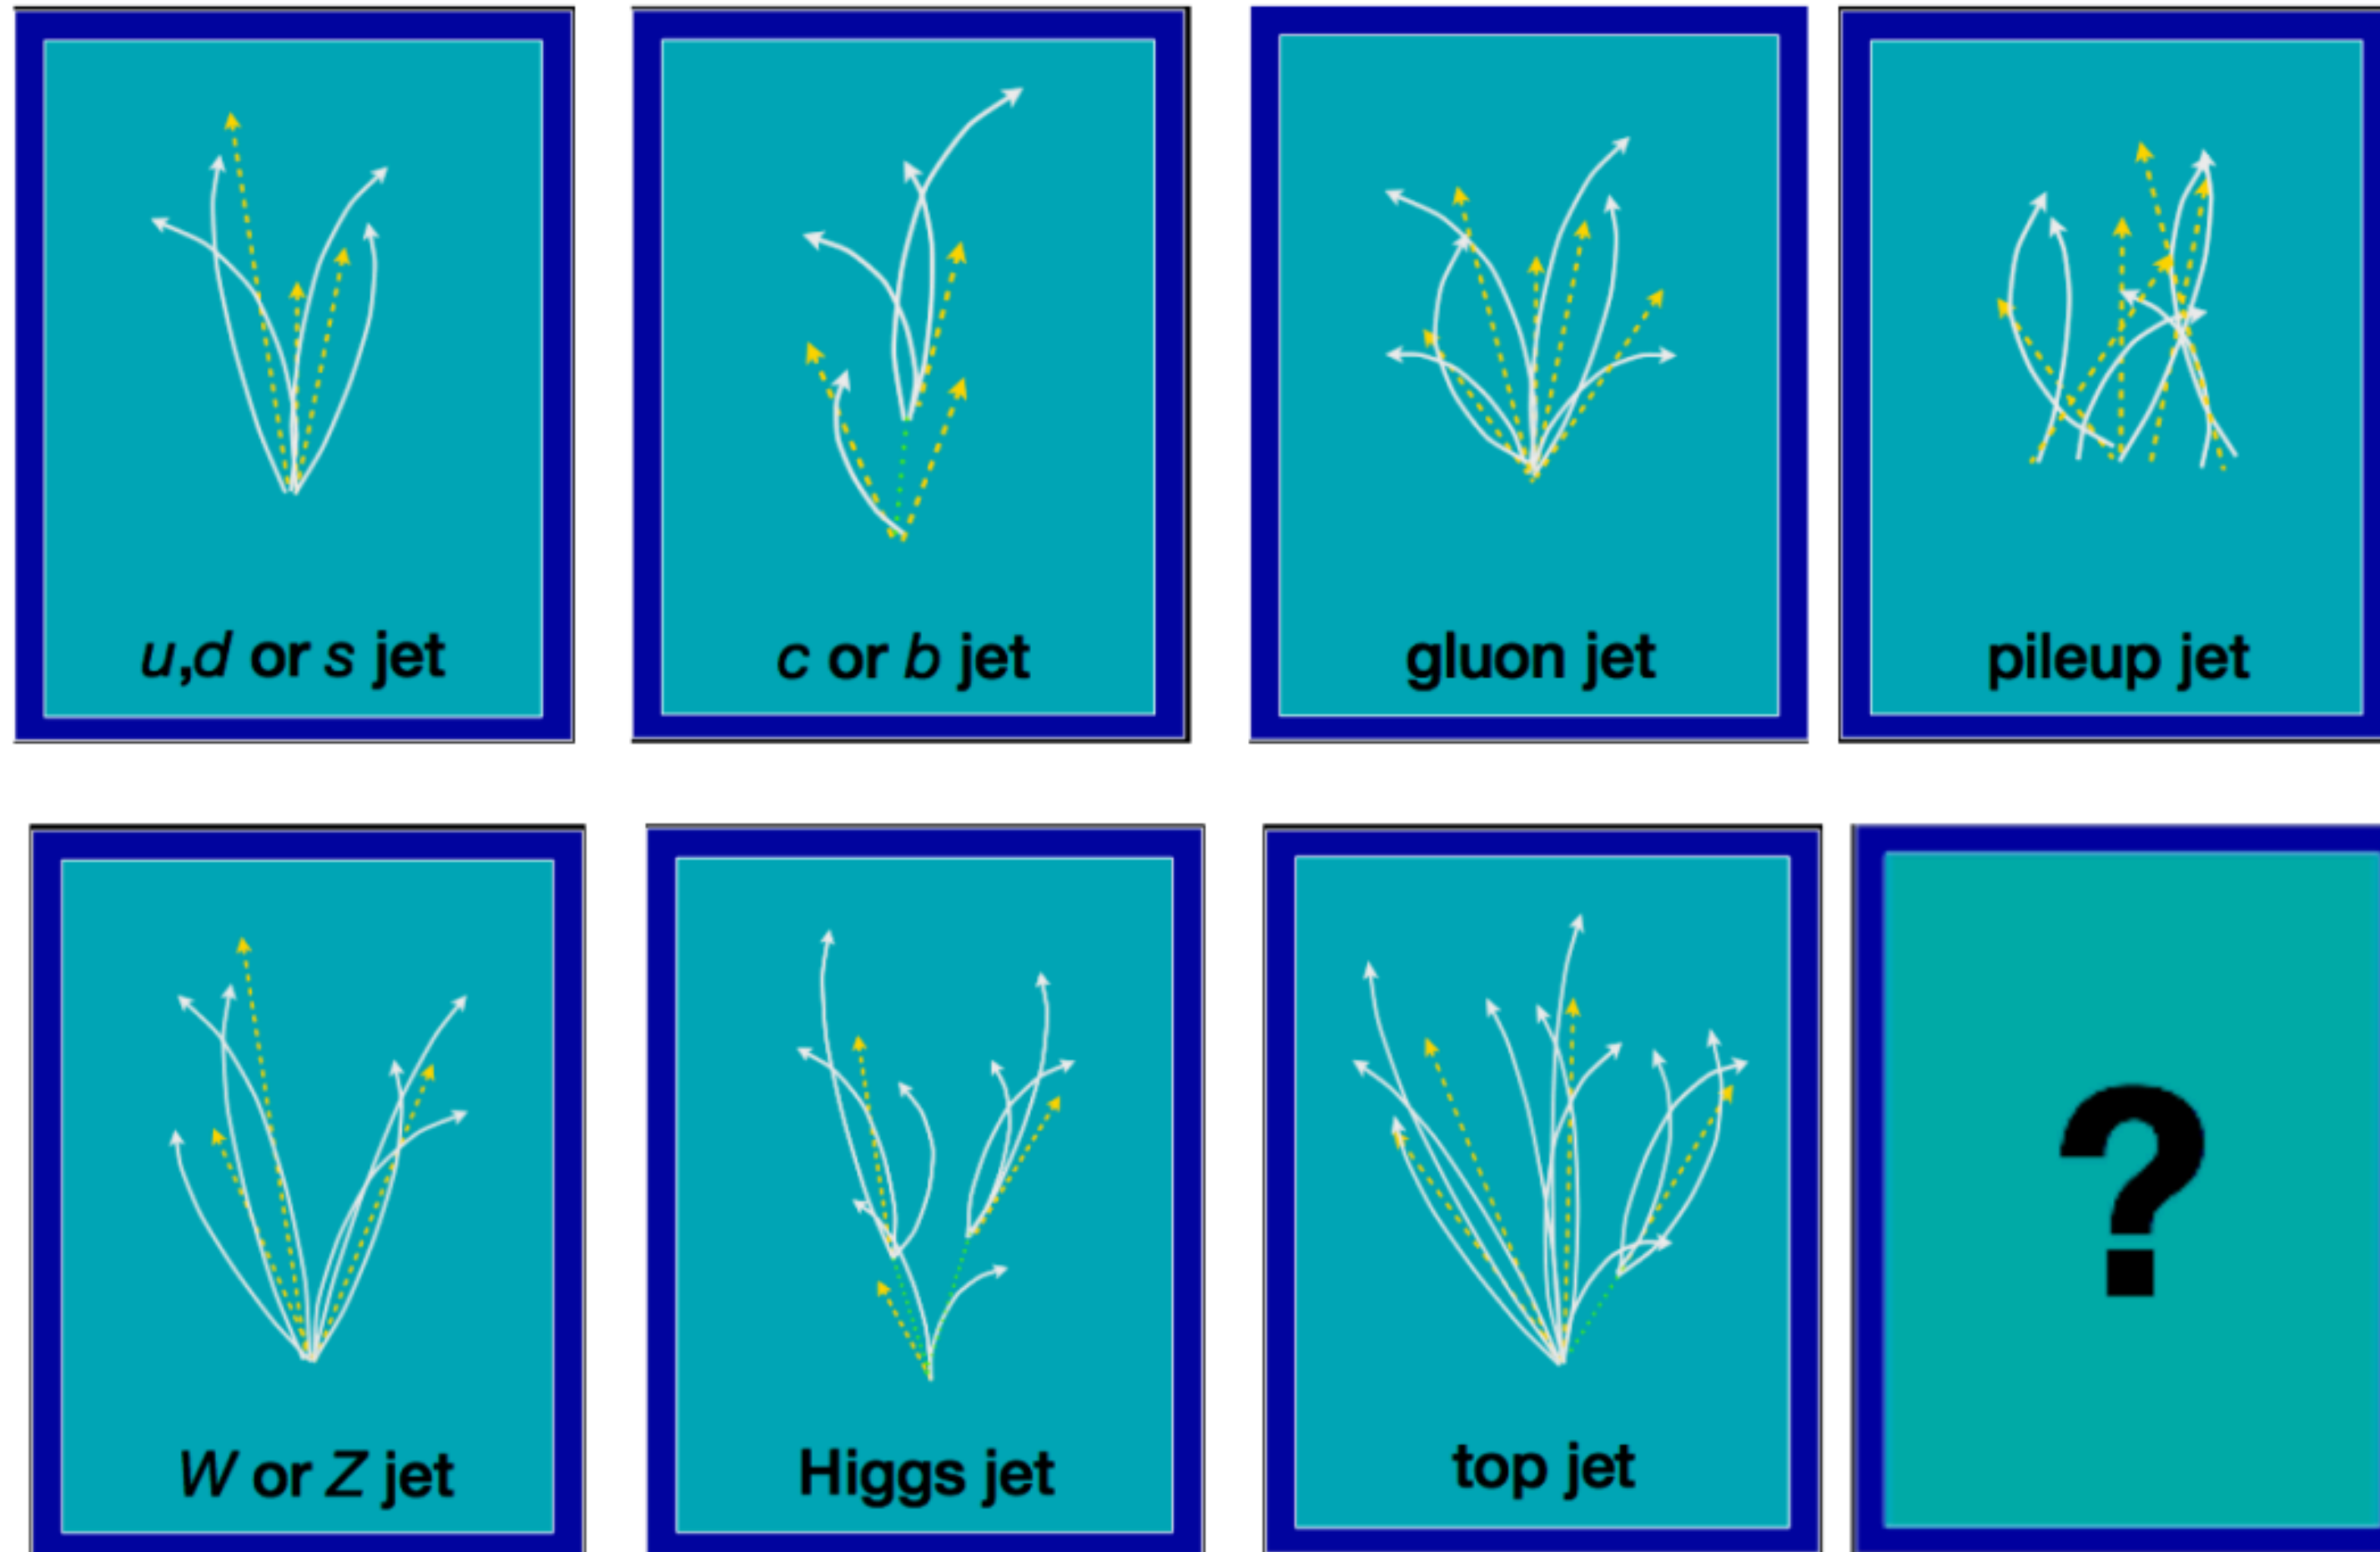 u,d or s jet
c or b jet
gluon jet
pileup jet
W or Z jet
Higgs jet
top jet
?